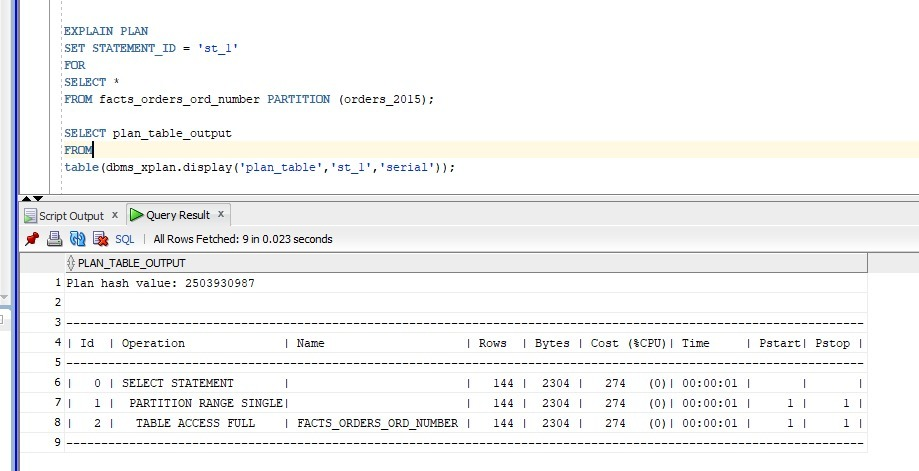 EXPLAIN PLAN
SET STATEMENT_ID = 'st_1'
FOR
SELECT *
FROM facts_orders_ord_number PARTITION (orders_2015);
SELECT plan_table_output
FROM
table(dbms_xplan.display('plan_table','st_1','serial'));
Script Output x Query Result x
SQL | All Rows Fetched: 9 in 0.023 seconds
PLAN_TABLE_OUTPUT
1 Plan hash value: 2503930987
2
3 --------------------------------------------------------------------------------------------------------------
4 | Id | Operation | Name | Rows | Bytes | Cost (%CPU)| Time | Pstart| Pstop |
5 --------------------------------------------------------------------------------------------------------------
6 | 0 | SELECT STATEMENT | | 144 | 2304 | 274 (0)| 00:00:01 | | |
7 | 1 | PARTITION RANGE SINGLE| | 144 | 2304 | 274 (0)| 00:00:01 | 1 | 1 |
8 | 2 | TABLE ACCESS FULL | FACTS_ORDERS_ORD_NUMBER | 144 | 2304 | 274 (0)| 00:00:01 | 1 | 1 |
9 --------------------------------------------------------------------------------------------------------------